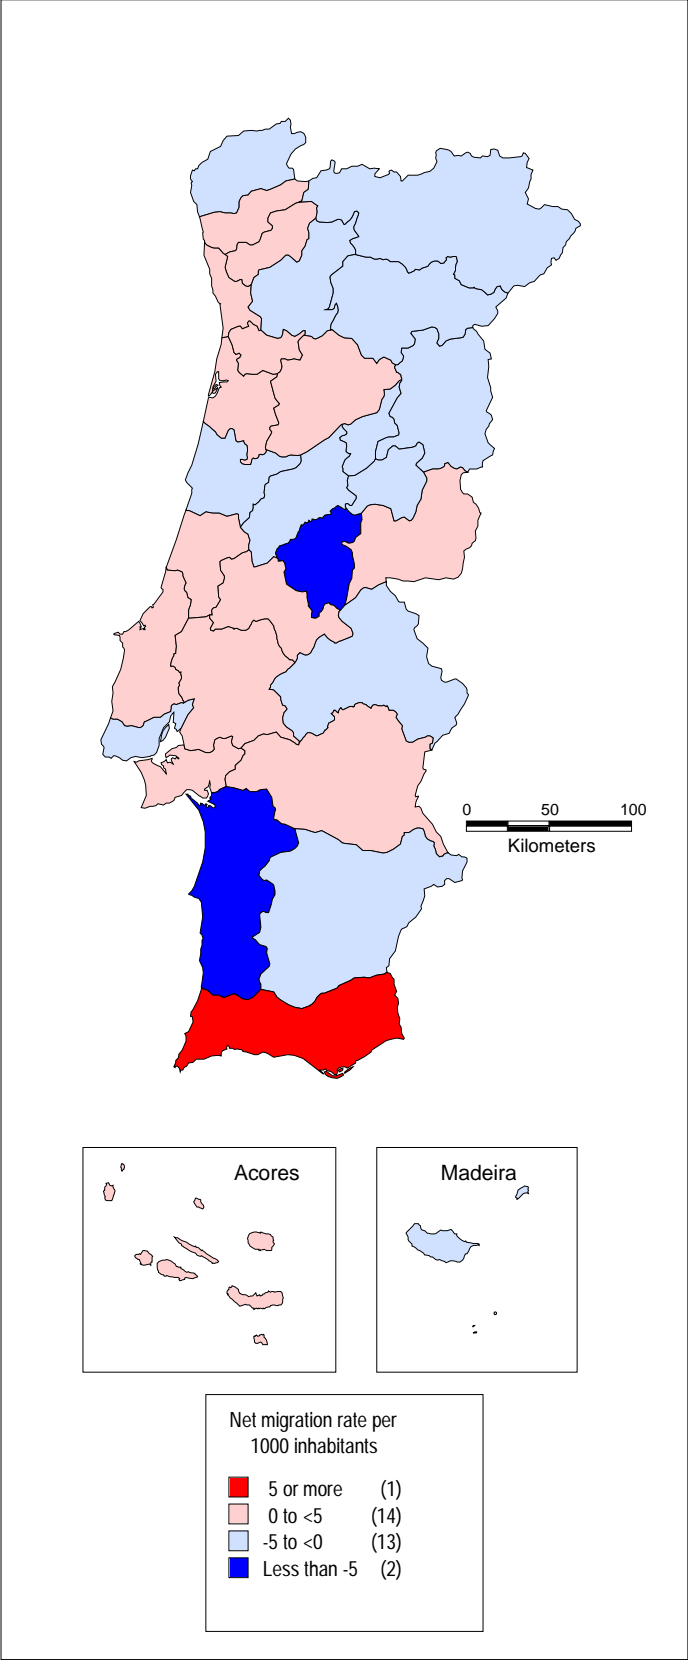 0 50 100
Kilometers
Acores
Madeira
Net migration rate per
1000 inhabitants
5 or more (1)
0 to <5 (14)
-5 to <0 (13)
Less than -5 (2)